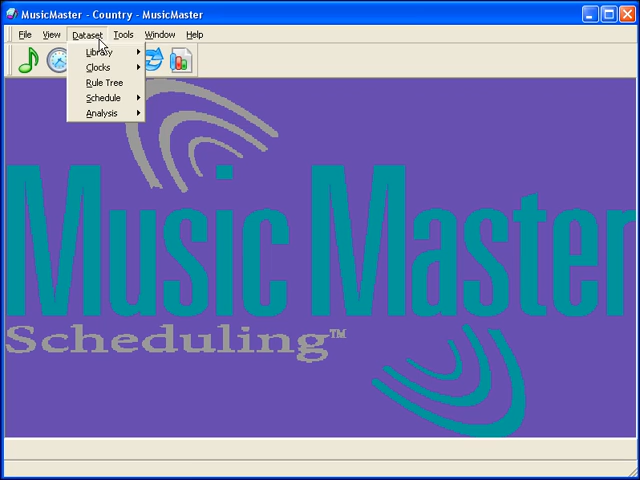 MusicMaster - Country - MusicMaster
File View Dataset Tools Window Help
Library
Clocks
Rule Tree
Schedule
Analysis
Music Master
Scheduling™